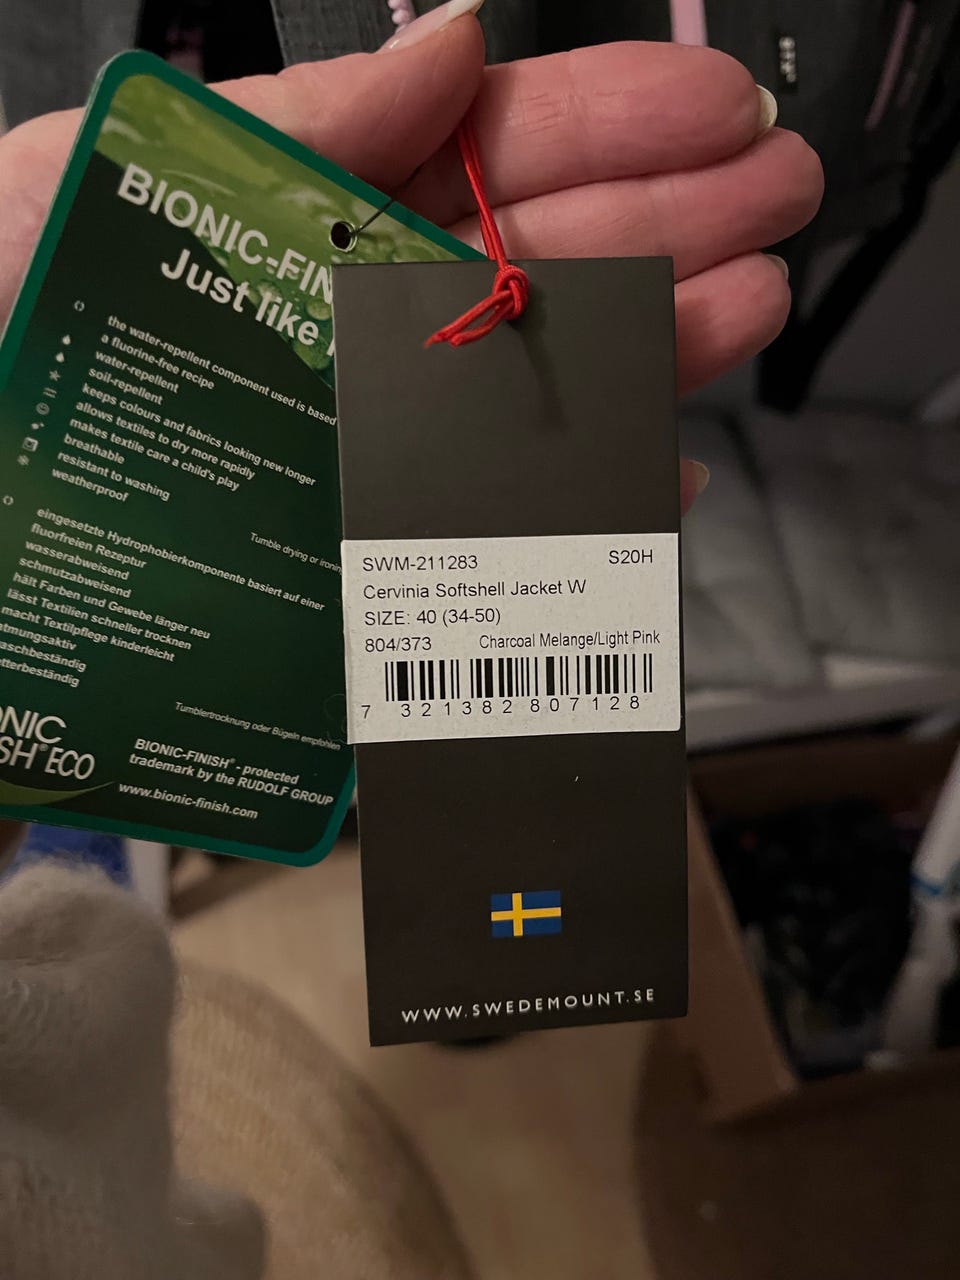 BIONIC-FIN
Just like
the water-repellent component used is based
a fluorine-free recipe
water-repellent
soil-repellent
keeps colours and fabrics looking new longer
allows textiles to dry more rapidly
makes textile care a child's play
breathable
resistant to washing
weatherproof
Tumble drying or ironin
eingesetzte Hydrophobierkomponente basiert auf einer
fluorfreien Rezeptur
wasserabweisend
schmutzabweisend
hält Farben und Gewebe länger neu
lässt Textilien schneller trocknen
macht Textilpflege kinderleicht
atmungsaktiv
aschbeständig
etterbeständig
Tumblertrocknung oder Bügeln empfohlen
ONIC
SH® ECO
BIONIC-FINISH® - protected
trademark by the RUDOLF GROUP
www.bionic-finish.com
SWM-211283 S20H
Cervinia Softshell Jacket W
SIZE: 40 (34-50)
804/373 Charcoal Melange/Light Pink
7 321382 807128
WWW.SWEDEMOUNT.SE